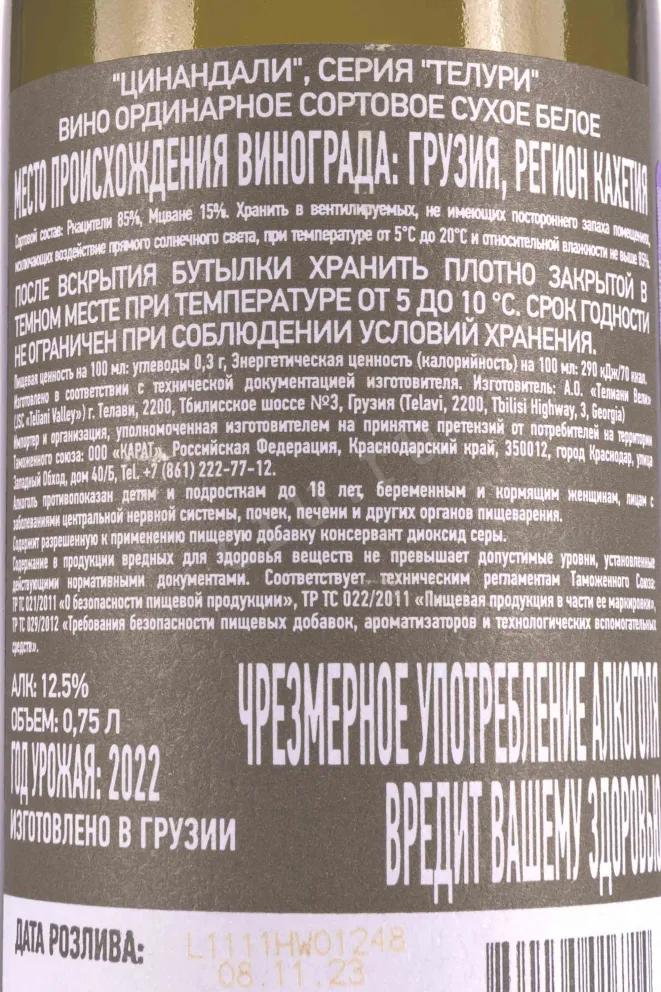 "ЦИНАНДАЛИ", СЕРИЯ "ТЕЛУРИ"
ВИНО ОРДИНАРНОЕ СОРТОВОЕ СУХОЕ БЕЛОЕ
МЕСТО ПРОИСХОЖДЕНИЯ ВИНОГРАДА: ГРУЗИЯ, РЕГИОН КАХЕТИЯ
Сортовой состав: Ркацители 85%, Мцване 15%. Хранить в вентилируемых, не имеющих постороннего запаха помещениях,
исключающих воздействие прямого солнечного света, при температуре от 5°С до 20°С и относительной влажности не выше 85%.
ПОСЛЕ ВСКРЫТИЯ БУТЫЛКИ ХРАНИТЬ ПЛОТНО ЗАКРЫТОЙ В
ТЕМНОМ МЕСТЕ ПРИ ТЕМПЕРАТУРЕ ОТ 5 ДО 10 °С. СРОК ГОДНОСТИ
НЕ ОГРАНИЧЕН ПРИ СОБЛЮДЕНИИ УСЛОВИЙ ХРАНЕНИЯ.
Пищевая ценность на 100 мл: углеводы 0,3 г, Энергетическая ценность (калорийность) на 100 мл: 290 кДж/70 ккал.
Изготовлено в соответствии с технической документацией изготовителя. Изготовитель: А.О. «Телиани Вели»
(JSC «Teliani Valley») г. Телави, 2200, Тбилисское шоссе №3, Грузия (Telavi, 2200, Tbilisi Highway, 3, Georgia)
Импортер и организация, уполномоченная изготовителем на принятие претензий от потребителей на территории
Таможенного союза: ООО «КАРАТ», Российская Федерация, Краснодарский край, 350012, город Краснодар, улица
Западный Обход, дом 40/Б, Tel. +7 (861) 222-77-12.
Алкоголь противопоказан детям и подросткам до 18 лет, беременным и кормящим женщинам, лицам с
заболеваниями центральной нервной системы, почек, печени и других органов пищеварения.
Содержит разрешенную к применению пищевую добавку консервант диоксид серы.
Содержание в продукции вредных для здоровья веществ не превышает допустимые уровни, установленные
действующими нормативными документами. Соответствует техническим регламентам Таможенного Союза:
ТР ТС 021/2011 «О безопасности пищевой продукции», ТР ТС 022/2011 «Пищевая продукция в части ее маркировки»,
ТР ТС 029/2012 «Требования безопасности пищевых добавок, ароматизаторов и технологических вспомогательных
средств».
АЛК: 12.5%
ОБЪЕМ: 0,75 Л
ГОД УРОЖАЯ: 2022
ИЗГОТОВЛЕНО В ГРУЗИИ
ЧРЕЗМЕРНОЕ УПОТРЕБЛЕНИЕ АЛКОГОЛЯ
ВРЕДИТ ВАШЕМУ ЗДОРОВЬЮ
ДАТА РОЗЛИВА:
L1111HW01248
08.11.23